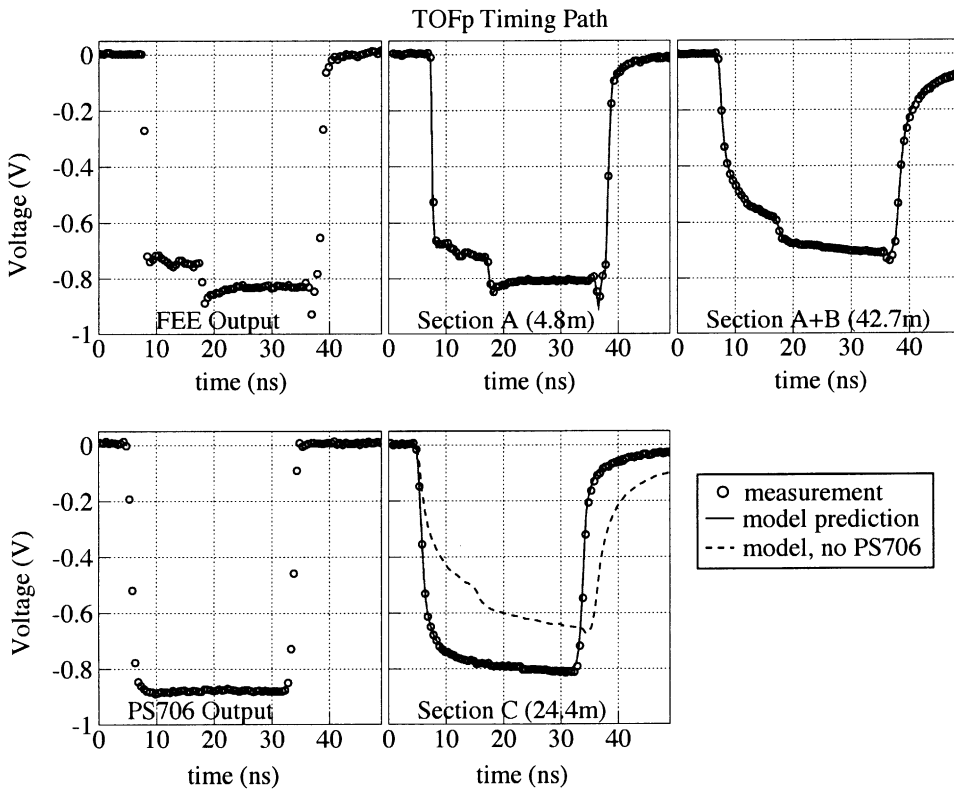 TOFp Timing Path
Voltage (V)
0
-0.2
-0.4
-0.6
-0.8
-1
FEE Output
0 10 20 30 40
time (ns)
Section A (4.8m)
0 10 20 30 40
time (ns)
Section A+B (42.7m)
0 10 20 30 40
time (ns)
Voltage (V)
0
-0.2
-0.4
-0.6
-0.8
-1
PS706 Output
0 10 20 30 40
time (ns)
Section C (24.4m)
0 10 20 30 40
time (ns)
measurement
model prediction
model, no PS706